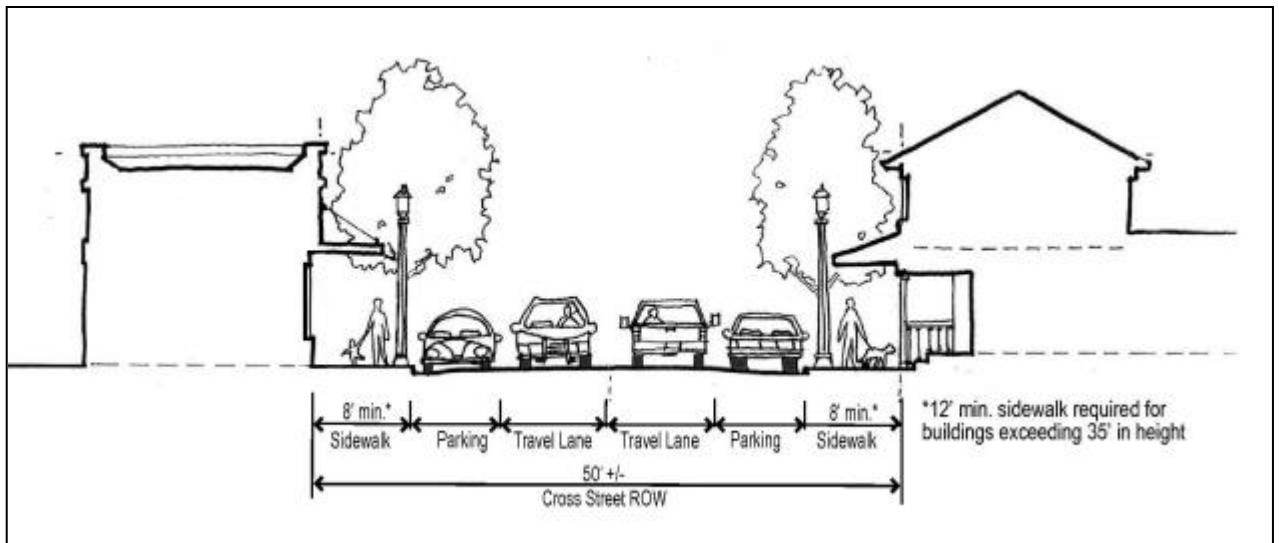 8' min.*
Sidewalk
Parking
Travel Lane
Travel Lane
Parking
8' min.*
Sidewalk
50' +/-
Cross Street ROW
*12' min. sidewalk required for
buildings exceeding 35' in height